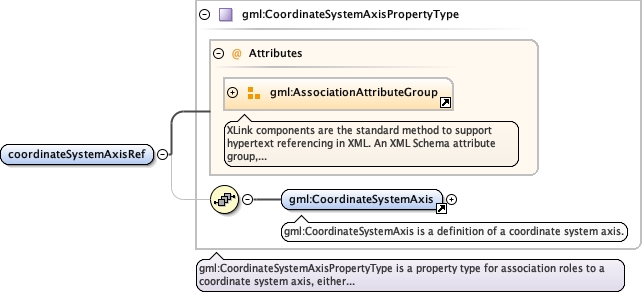 gml:CoordinateSystemAxisPropertyType
@ Attributes
gml:AssociationAttributeGroup
XLink components are the standard method to support
hypertext referencing in XML. An XML Schema attribute
group,...
coordinateSystemAxisRef
gml:CoordinateSystemAxis
gml:CoordinateSystemAxis is a definition of a coordinate system axis.
gml:CoordinateSystemAxisPropertyType is a property type for association roles to a
coordinate system axis, either...